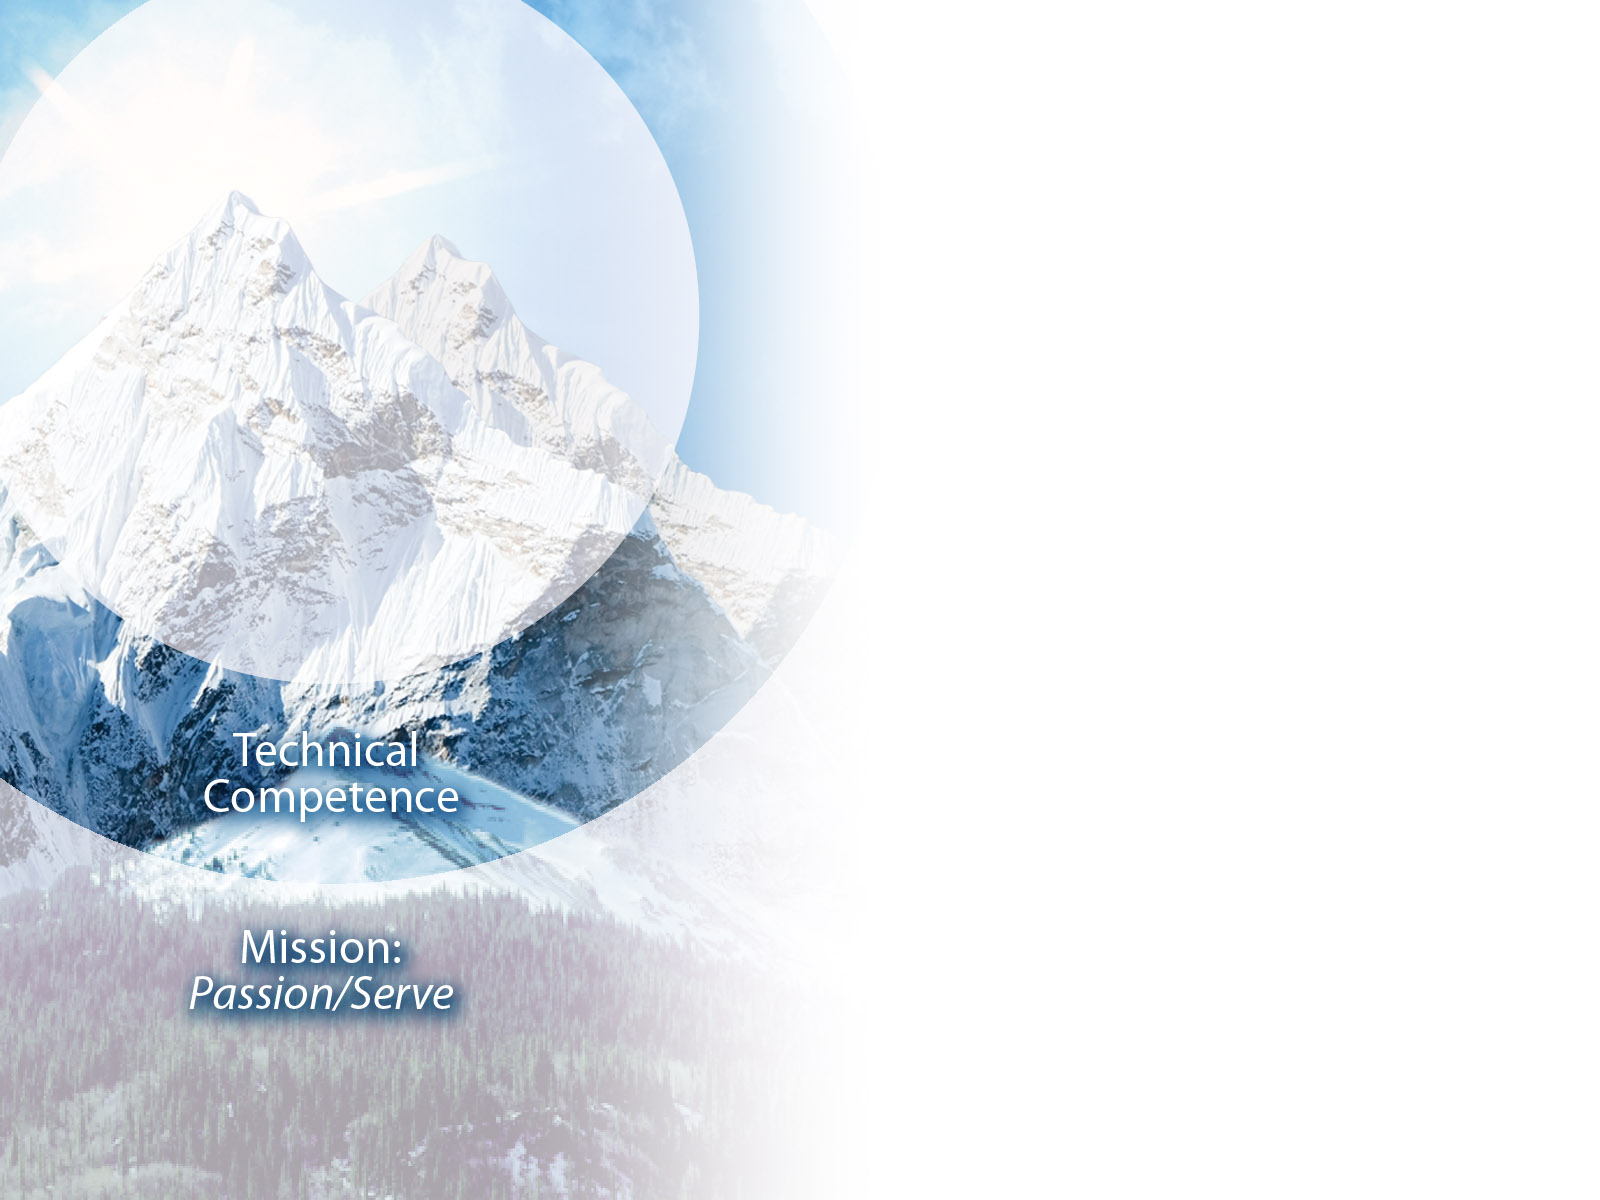 Technical
Competence
Mission:
Passion/Serve